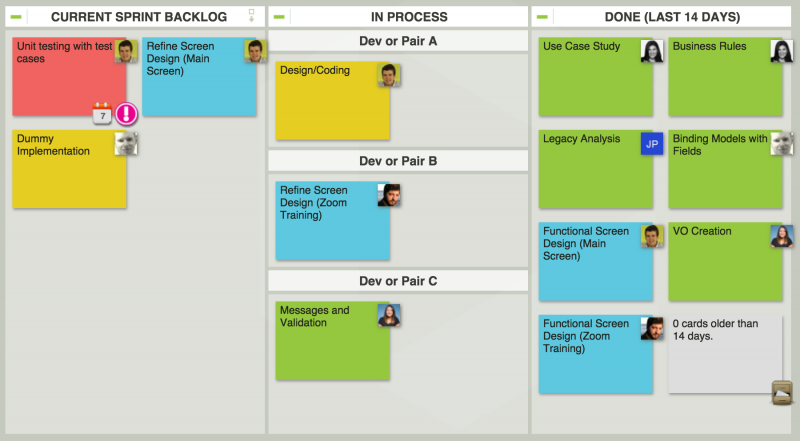 CURRENT SPRINT BACKLOG
Unit testing with test
cases
7
Refine Screen
Design (Main
Screen)
Dummy
Implementation
IN PROCESS
Dev or Pair A
Design/Coding
Dev or Pair B
Refine Screen
Design (Zoom
Training)
Dev or Pair C
Messages and
Validation
DONE (LAST 14 DAYS)
Use Case Study
Business Rules
Legacy Analysis
JP
Binding Models with
Fields
Functional Screen
Design (Main
Screen)
VO Creation
Functional Screen
Design (Zoom
Training)
0 cards older than
14 days.